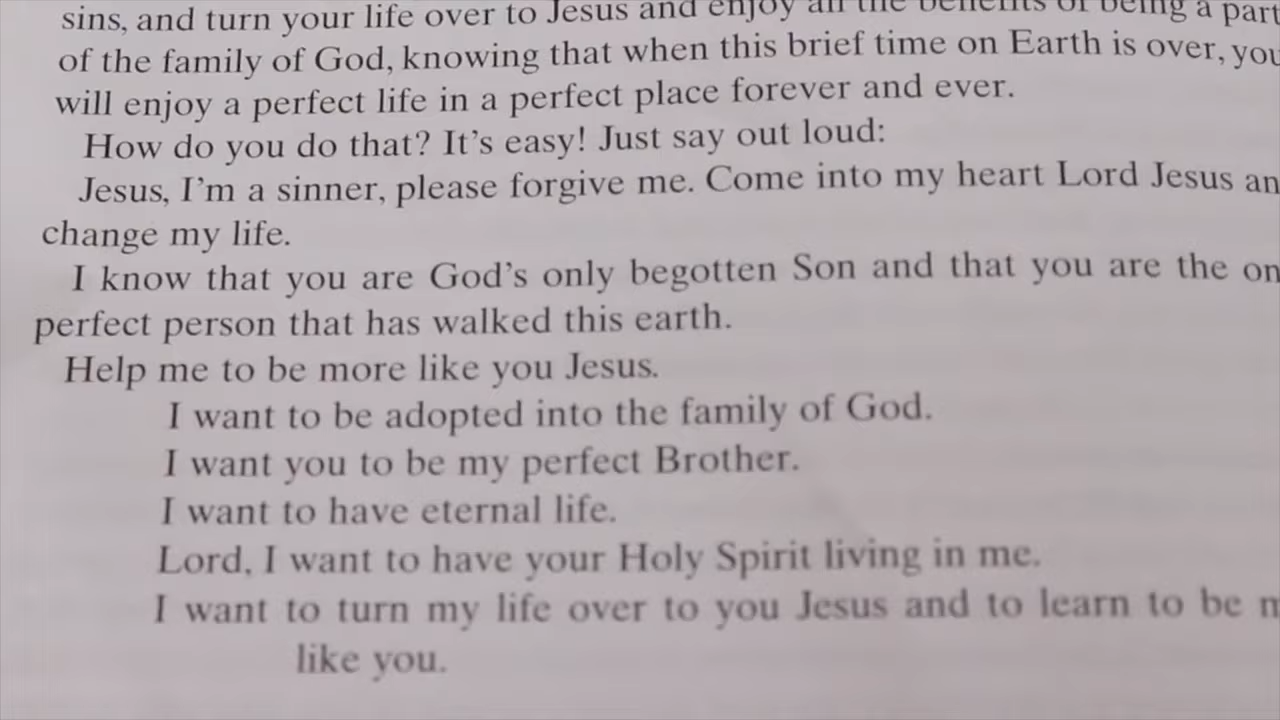 sins, and turn your life over to Jesus and enjoy all the benefits of being a part
of the family of God, knowing that when this brief time on Earth is over, you
will enjoy a perfect life in a perfect place forever and ever.
How do you do that? It's easy! Just say out loud:
Jesus, I'm a sinner, please forgive me. Come into my heart Lord Jesus an
change my life.
I know that you are God's only begotten Son and that you are the on
perfect person that has walked this earth.
Help me to be more like you Jesus.
I want to be adopted into the family of God.
I want you to be my perfect Brother.
I want to have eternal life.
Lord, I want to have your Holy Spirit living in me.
I want to turn my life over to you Jesus and to learn to be
like you.